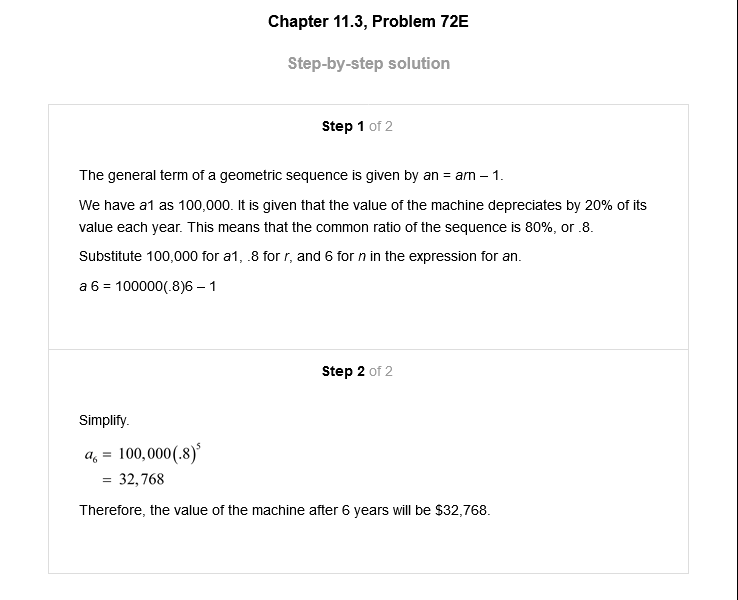 Chapter 11.3, Problem 72E
Step-by-step solution
Step 1 of 2
The general term of a geometric sequence is given by an = arn – 1.
We have a1 as 100,000. It is given that the value of the machine depreciates by 20% of its
value each year. This means that the common ratio of the sequence is 80%, or .8.
Substitute 100,000 for a1, .8 for r, and 6 for n in the expression for an.
a 6 = 100000(.8)6 – 1
Step 2 of 2
Simplify.
a₆ = 100,000(.8)⁵
= 32,768
Therefore, the value of the machine after 6 years will be $32,768.